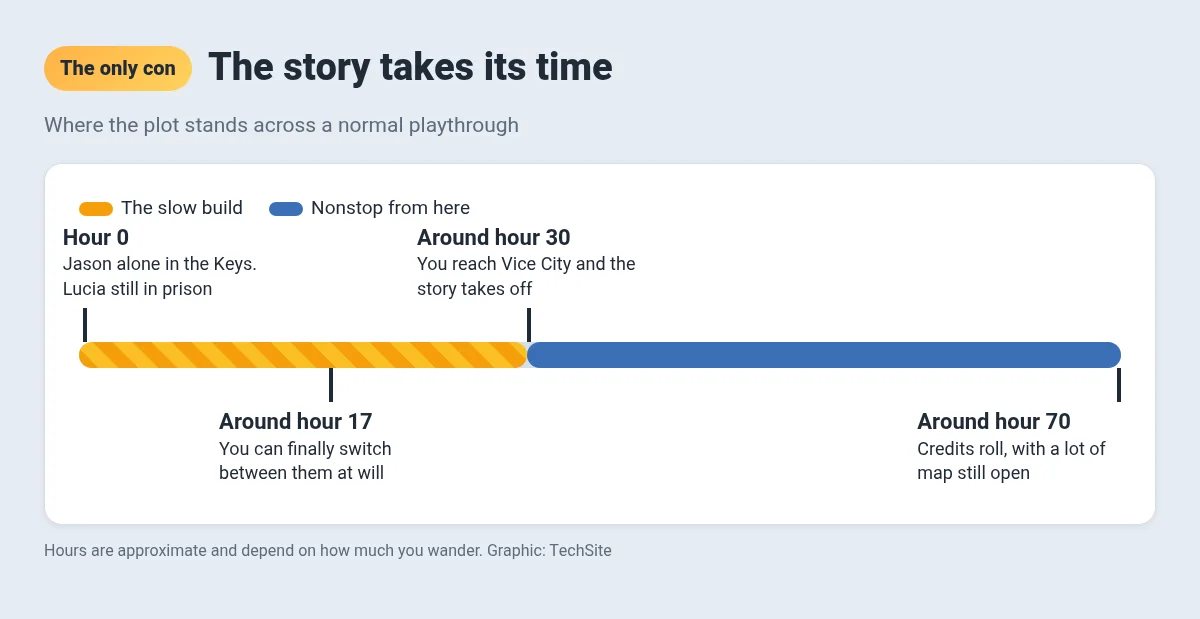 The only con
The story takes its time
Where the plot stands across a normal playthrough
The slow build
Nonstop from here
Hour 0
Jason alone in the Keys.
Lucia still in prison
Around hour 30
You reach Vice City and the
story takes off
Around hour 17
You can finally switch
between them at will
Around hour 70
Credits roll, with a lot of
map still open
Hours are approximate and depend on how much you wander. Graphic: TechSite